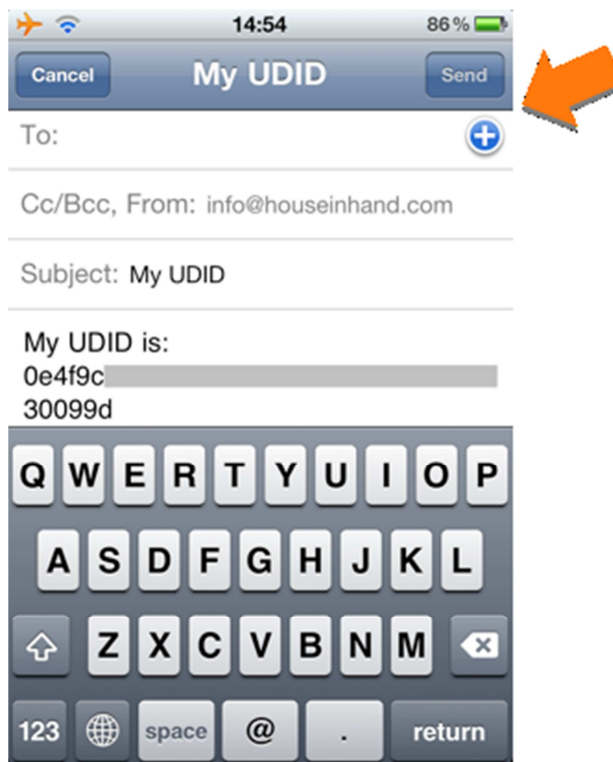 14:54 86%
Cancel My UDID Send
To:
Cc/Bcc, From: info@houseinhand.com
Subject: My UDID
My UDID is:
0e4f9c
30099d
Q W E R T Y U I O P
A S D F G H J K L
Z X C V B N M
123 space @ . return